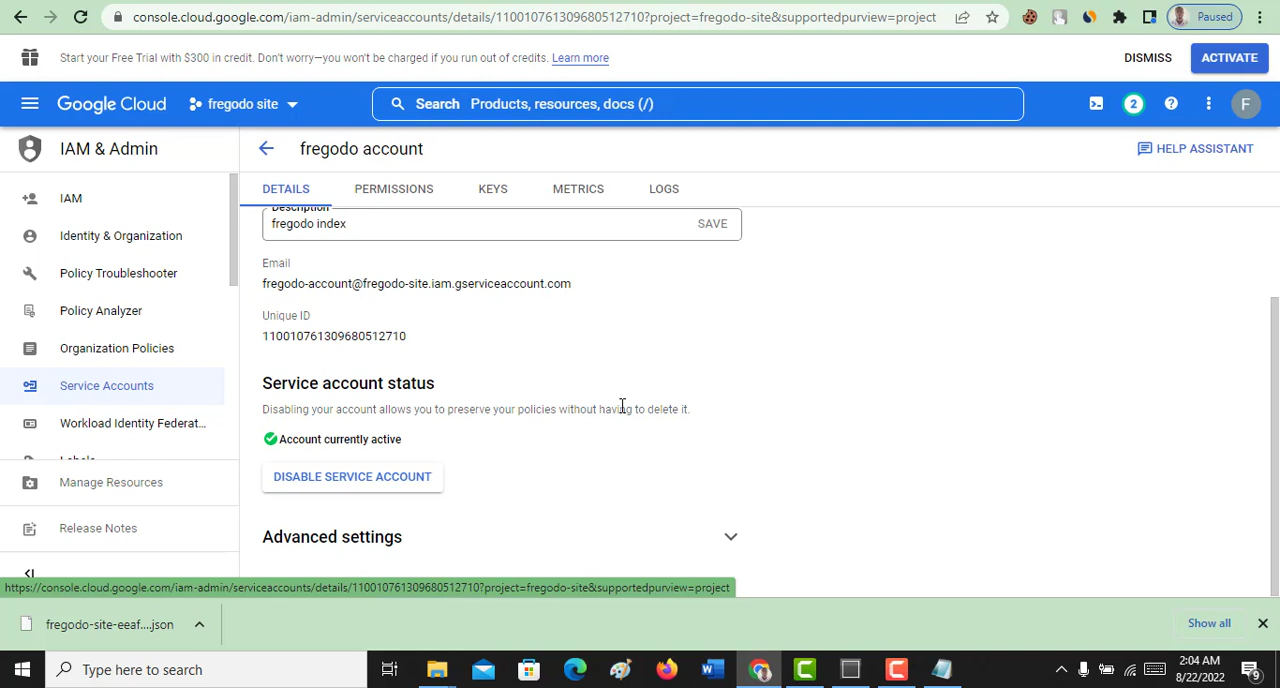 console.cloud.google.com/iam-admin/serviceaccounts/details/110010761309680512710?project=fregodo-site&supportedpurview=project
Paused
Start your Free Trial with $300 in credit. Don't worry—you won't be charged if you run out of credits. Learn more
DISMISS
ACTIVATE
Google Cloud
fregodo site
Search Products, resources, docs (/)
2
F
IAM & Admin
fregodo account
HELP ASSISTANT
DETAILS
PERMISSIONS
KEYS
METRICS
LOGS
IAM
Identity & Organization
Policy Troubleshooter
Policy Analyzer
Organization Policies
Service Accounts
Workload Identity Federat...
Labels
Manage Resources
Release Notes
Description
fregodo index
SAVE
Email
fregodo-account@fregodo-site.iam.gserviceaccount.com
Unique ID
110010761309680512710
Service account status
Disabling your account allows you to preserve your policies without having to delete it.
Account currently active
DISABLE SERVICE ACCOUNT
Advanced settings
https://console.cloud.google.com/iam-admin/serviceaccounts/details/110010761309680512710?project=fregodo-site&supportedpurview=project
fregodo-site-eeaf....json
Show all
Type here to search
2:04 AM
8/22/2022
9